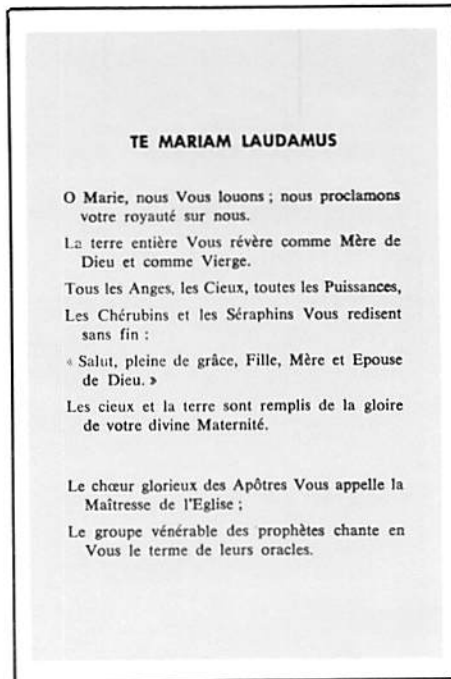 TE MARIAM LAUDAMUS
O Marie, nous Vous louons ; nous proclamons
votre royauté sur nous.
La terre entière Vous révère comme Mère de
Dieu et comme Vierge.
Tous les Anges, les Cieux, toutes les Puissances,
Les Chérubins et les Séraphins Vous redisent
sans fin :
« Salut, pleine de grâce, Fille, Mère et Epouse
de Dieu. »
Les cieux et la terre sont remplis de la gloire
de votre divine Maternité.
Le chœur glorieux des Apôtres Vous appelle la
Maîtresse de l'Eglise ;
Le groupe vénérable des prophètes chante en
Vous le terme de leurs oracles.